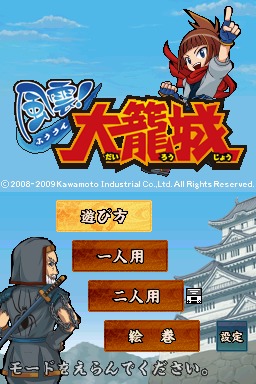 風雲!
ふううん
大籠城
だい ろう じょう
©2008-2009 Kawamoto Industrial Co.,Ltd. All Rights Reserved.
遊び方
一人用
二人用
絵巻
設定
モードをえらんでください。